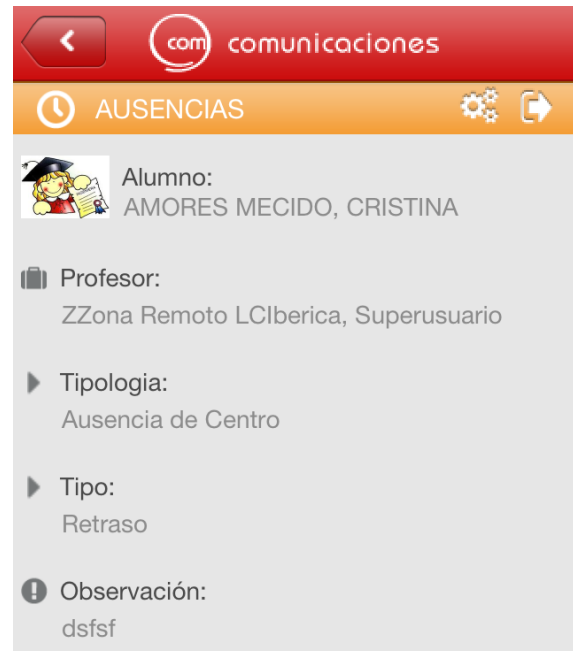 com comunicaciones
AUSENCIAS
Alumno:
AMORES MECIDO, CRISTINA
Profesor:
ZZona Remoto LCIberica, Superusuario
Tipologia:
Ausencia de Centro
Tipo:
Retraso
Observación:
dsfsf